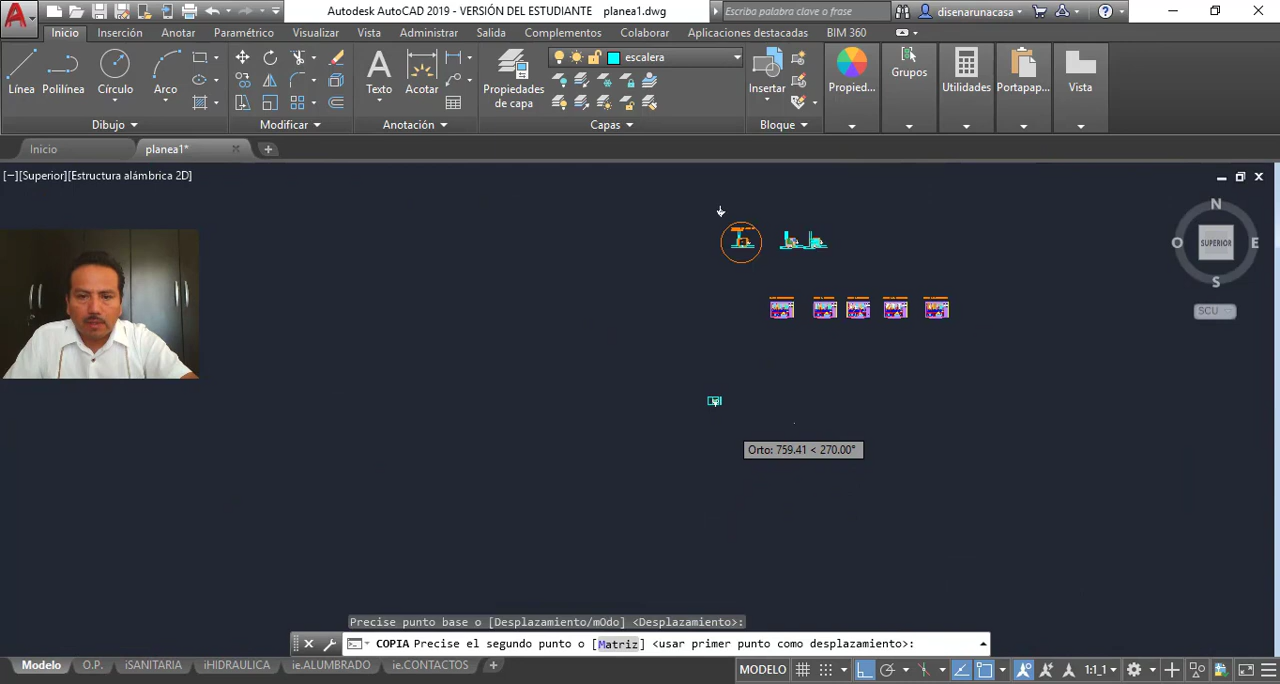 Autodesk AutoCAD 2019 - VERSIÓN DEL ESTUDIANTE planea1.dwg
Escriba palabra clave o frase
disenarunacasa
Inicio Inserción Anotar Paramétrico Visualizar Vista Administrar Salida Complementos Colaborar Aplicaciones destacadas BIM 360
Línea Polilínea Círculo Arco
Dibujo
Modificar
Texto Acotar
Anotación
Propiedades de capa
escalera
Capas
Insertar
Bloque
Propied...
Grupos
Utilidades
Portapap...
Vista
Inicio planea1*
[−][Superior][Estructura alámbrica 2D]
N
O SUPERIOR E
S
SCU
Orto: 759.41 < 270.00°
Precise punto base o [Desplazamiento/mOdo] <Desplazamiento>:
COPIA Precise el segundo punto o [Matriz] <usar primer punto como desplazamiento>:
Modelo O.P. iSANITARIA iHIDRAULICA ie.ALUMBRADO ie.CONTACTOS
MODELO 1:1_1